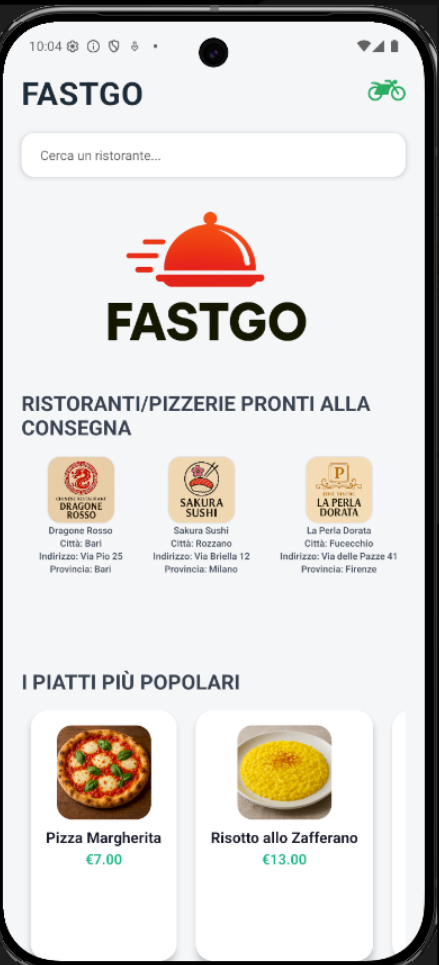 10:04
FASTGO
Cerca un ristorante...
FASTGO
RISTORANTI/PIZZERIE PRONTI ALLA
CONSEGNA
CHINESE RESTAURANT
DRAGONE
ROSSO
SAKURA
SUSHI
P
LA PERLA
DORATA
Dragone Rosso
Città: Bari
Indirizzo: Via Pio 25
Provincia: Bari
Sakura Sushi
Città: Rozzano
Indirizzo: Via Briella 12
Provincia: Milano
La Perla Dorata
Città: Fucecchio
Indirizzo: Via delle Pazze 41
Provincia: Firenze
I PIATTI PIÙ POPOLARI
Pizza Margherita
€7.00
Risotto allo Zafferano
€13.00